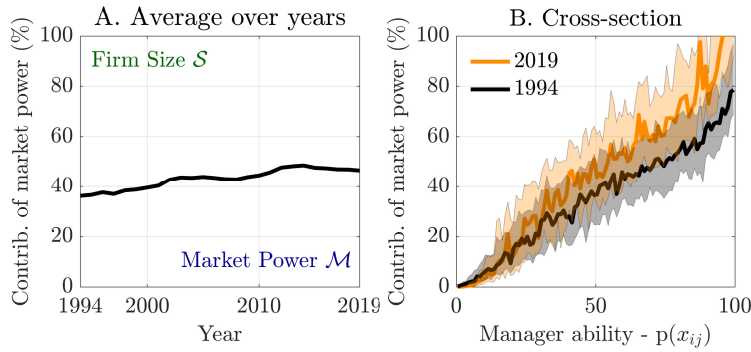 A. Average over years
Contrib. of market power (%)
100
80
60
40
20
0
Firm Size 𝒮
Market Power ℳ
1994 2000 2010 2019
Year
B. Cross-section
Contrib. of market power (%)
100
80
60
40
20
0
2019
1994
0 50 100
Manager ability - p(x_{ij})